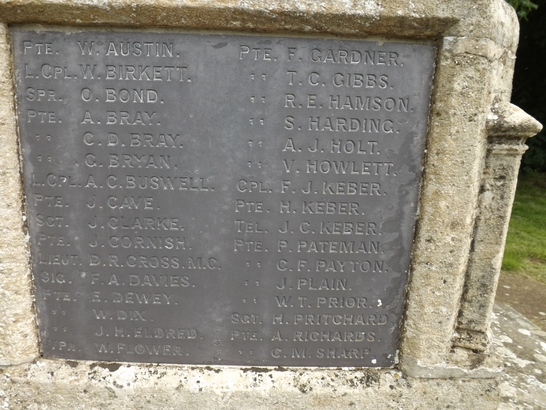 PTE. W. AUSTIN.
L.CPL. W. BIRKETT.
SPR. O. BOND.
PTE. A. BRAY.
" C. D. BRAY.
" G. BRYAN.
L.CPL. A. C. BUSWELL.
PTE. J. CAVE.
SGT. J. CLARKE.
PTE. J. CORNISH.
LIEUT. D. R. CROSS. M.C.
SIG. F. A. DAVIES.
PTE. E. DEWEY.
" W. DIX.
" J. H. ELDRED.
W. FLOWER.
PTE. F. GARDNER.
" T. C. GIBBS.
" R. E. HAMSON.
" S. HARDING.
" A. J. HOLT.
" V. HOWLETT.
CPL. F. J. KEBER.
PTE. H. KEBER.
TEL. J. C. KEBER.
PTE. P. PATEMAN.
" C. F. PAYTON.
" J. PLAIN.
" W. T. PRIOR.
SGT. H. PRITCHARD.
PTE. A. RICHARDS.
" G. M. SHARP.